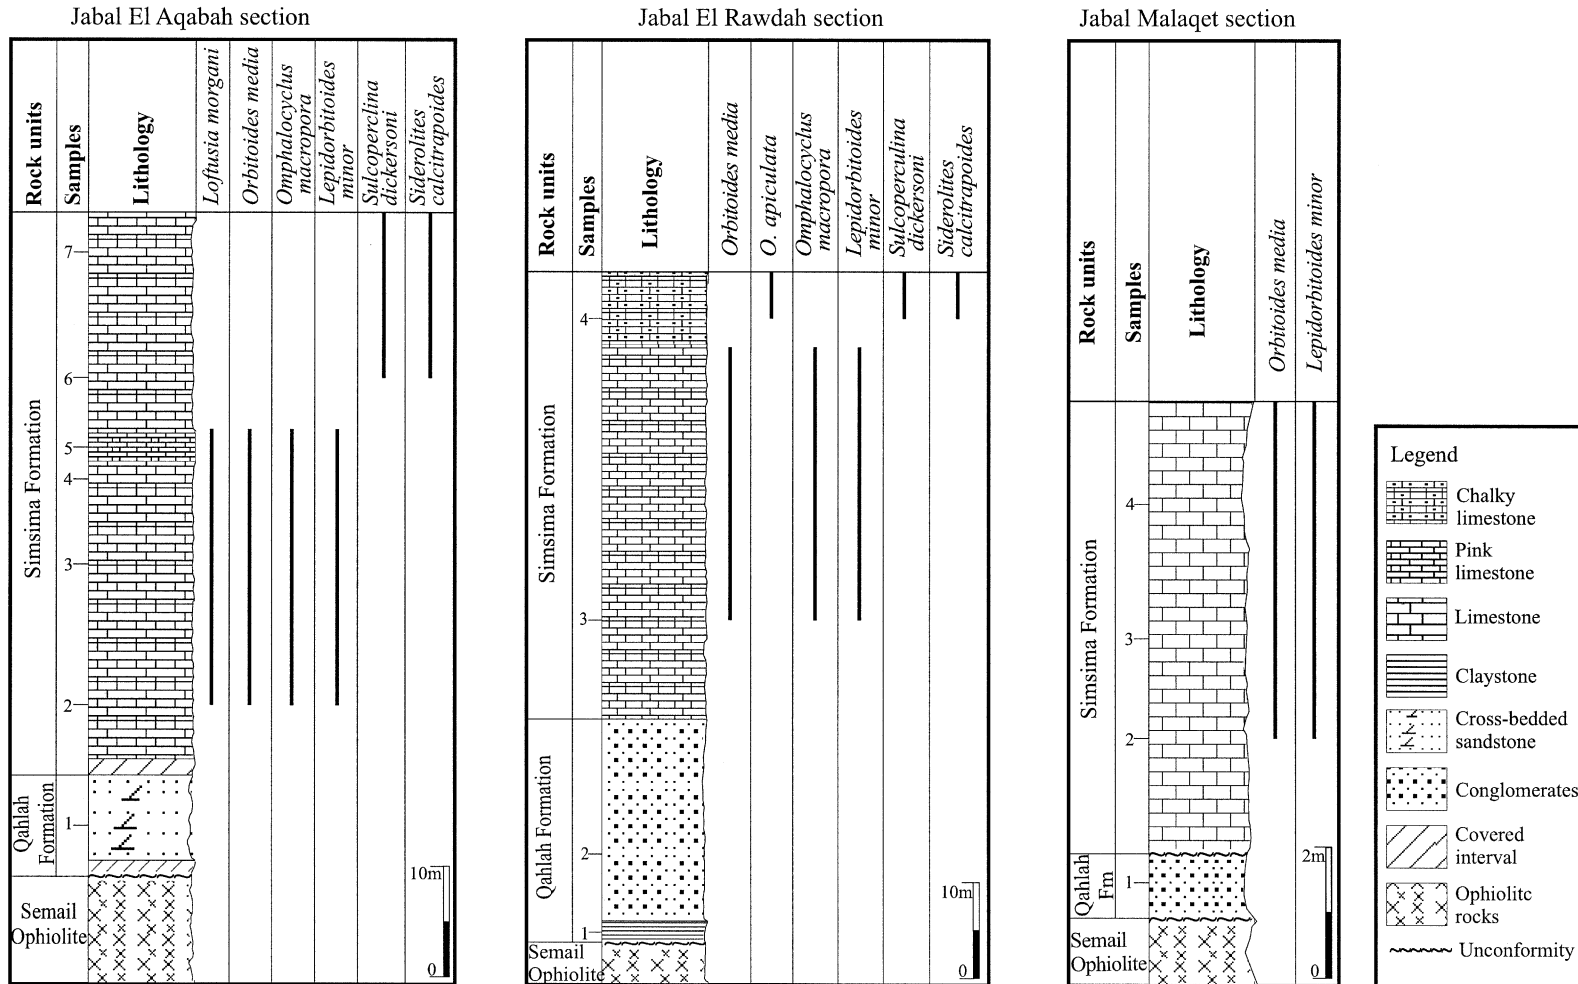 Jabal El Aqabah section
Rock units
Samples
Lithology
Loftusia morgani
Orbitoides media
Omphalocyclus
macropora
Lepidorbitoides
minor
Sulcoperclina
dickersoni
Siderolites
calcitrapoides
7
6
5
4
3
2
1
Simsima Formation
Qahlah
Formation
Semail
Ophiolite
10m
0
Jabal El Rawdah section
Rock units
Samples
Lithology
Orbitoides media
O. apiculata
Omphalocyclus
macropora
Lepidorbitoides
minor
Sulcoperculina
dickersoni
Siderolites
calcitrapoides
4
3
2
1
Simsima Formation
Qahlah Formation
Semail
Ophiolite
10m
0
Jabal Malaqet section
Rock units
Samples
Lithology
Orbitoides media
Lepidorbitoides minor
4
3
2
1
Simsima Formation
Qahlah
Fm
Semail
Ophiolite
2m
0
Legend
Chalky
limestone
Pink
limestone
Limestone
Claystone
Cross-bedded
sandstone
Conglomerates
Covered
interval
Ophiolitc
rocks
Unconformity